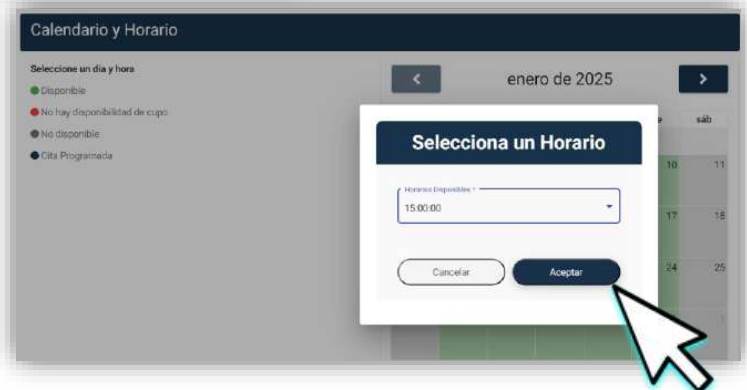 Calendario y Horario
Seleccione un día y hora
Disponible
No hay disponibilidad de cupo
No disponible
Cita Programada
enero de 2025
sáb
Selecciona un Horario
Horarios Disponibles *
15:00:00
Cancelar
Aceptar
10 11
17 18
24 25